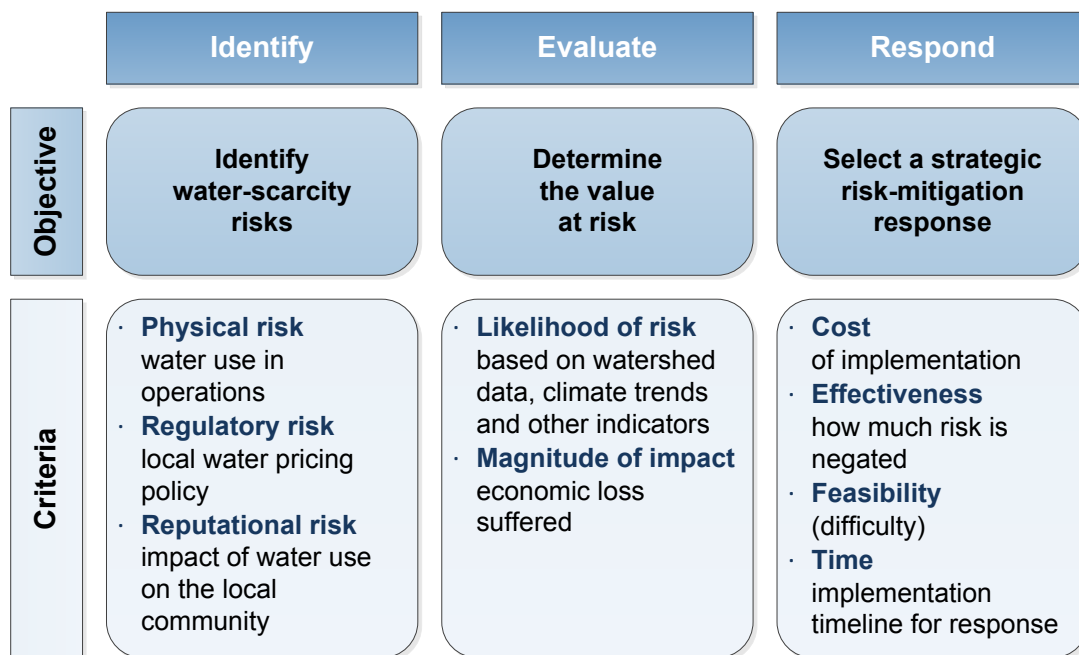 Identify
Evaluate
Respond
Objective
Identify
water-scarcity
risks
Determine
the value
at risk
Select a strategic
risk-mitigation
response
Criteria
· Physical risk
water use in
operations
· Regulatory risk
local water pricing
policy
· Reputational risk
impact of water use
on the local
community
· Likelihood of risk
based on watershed
data, climate trends
and other indicators
· Magnitude of impact
economic loss
suffered
· Cost
of implementation
· Effectiveness
how much risk is
negated
· Feasibility
(difficulty)
· Time
implementation
timeline for response